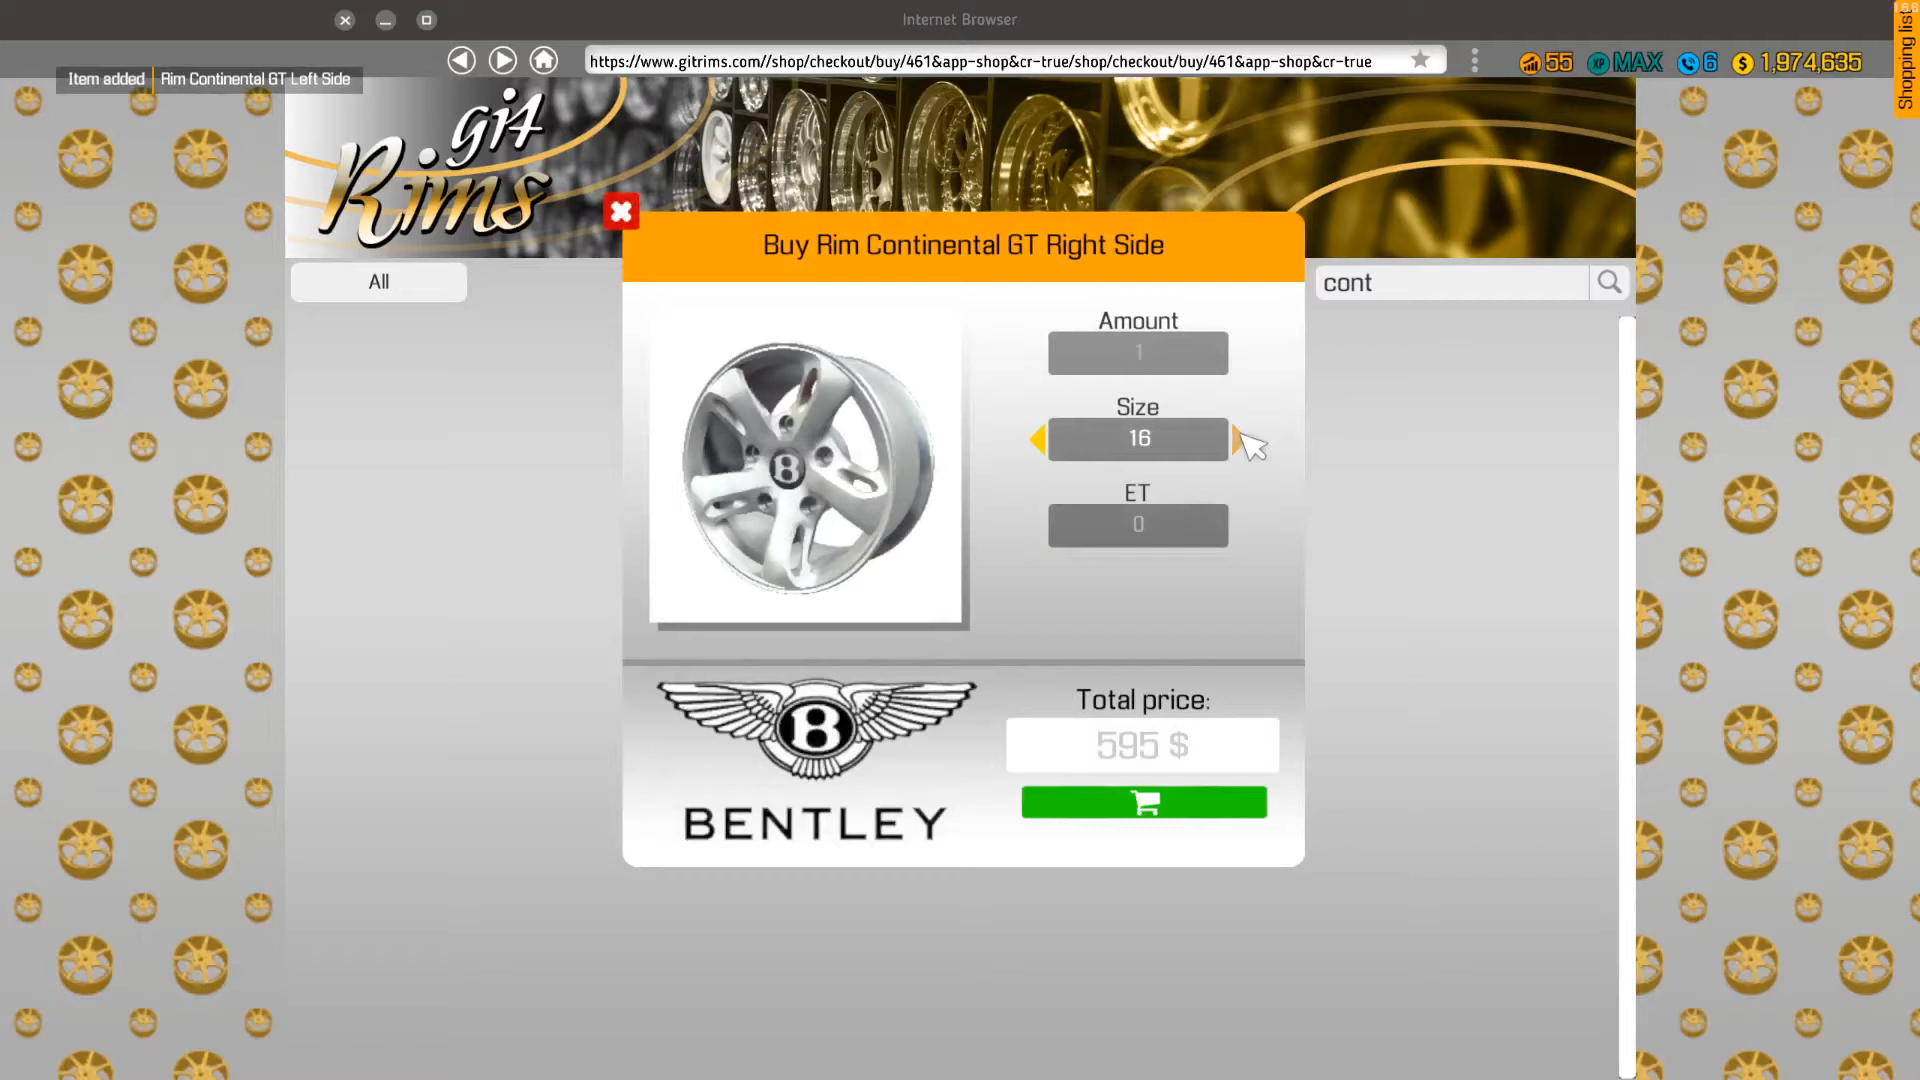 Internet Browser
166
Shopping list
https://www.gitrims.com//shop/checkout/buy/461&app-shop&cr-true/shop/checkout/buy/461&app-shop&cr-true
55
XP MAX
6
$ 1,974,635
Item added | Rim Continental GT Left Side
git
Rims
Buy Rim Continental GT Right Side
All
cont
Amount
1
Size
16
B
ET
0
B
BENTLEY
Total price:
595 $